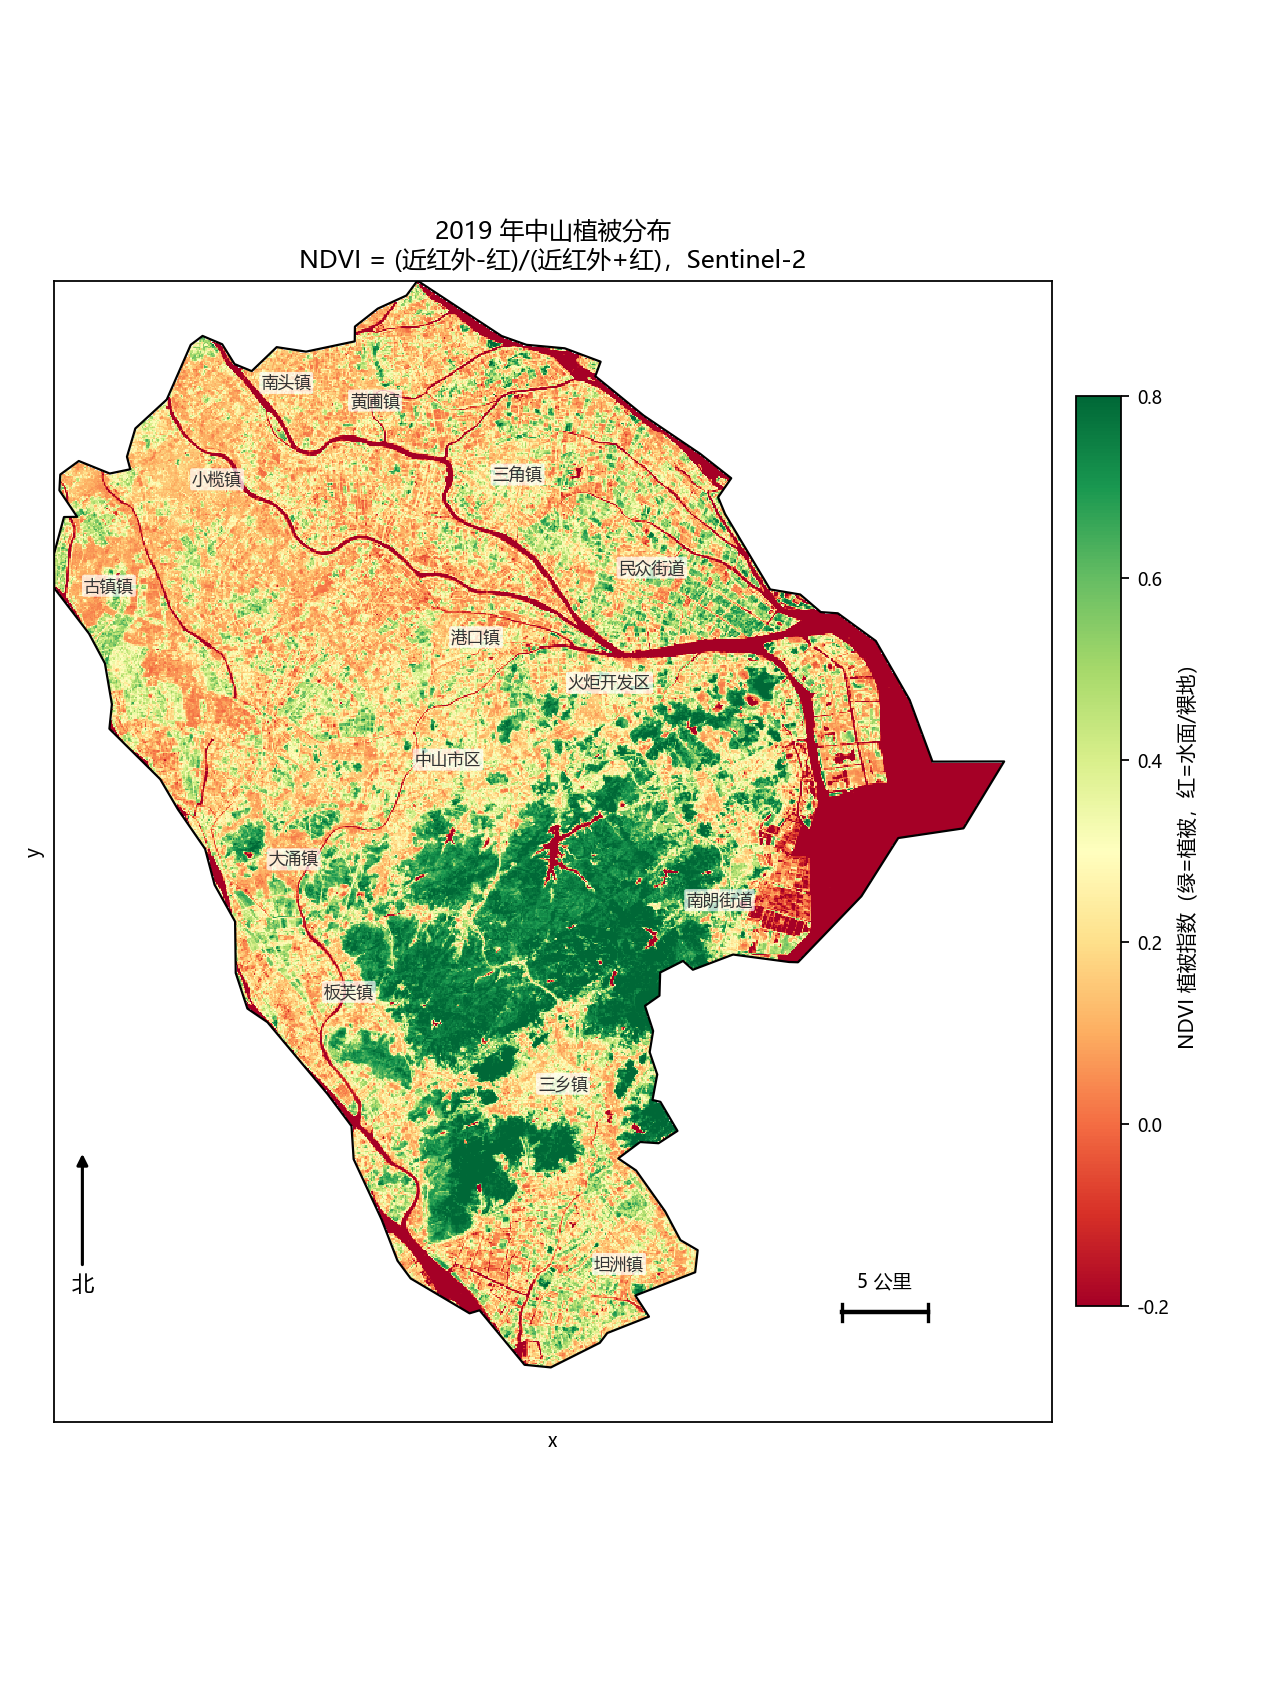 2019 年中山植被分布
NDVI = (近红外-红)/(近红外+红)，Sentinel-2
南头镇
黄圃镇
小榄镇
三角镇
古镇镇
民众街道
港口镇
火炬开发区
中山市区
大涌镇
南朗街道
板芙镇
三乡镇
坦洲镇
北
5 公里
x
y
0.8
0.6
0.4
0.2
0.0
-0.2
NDVI 植被指数（绿=植被，红=水面/裸地）